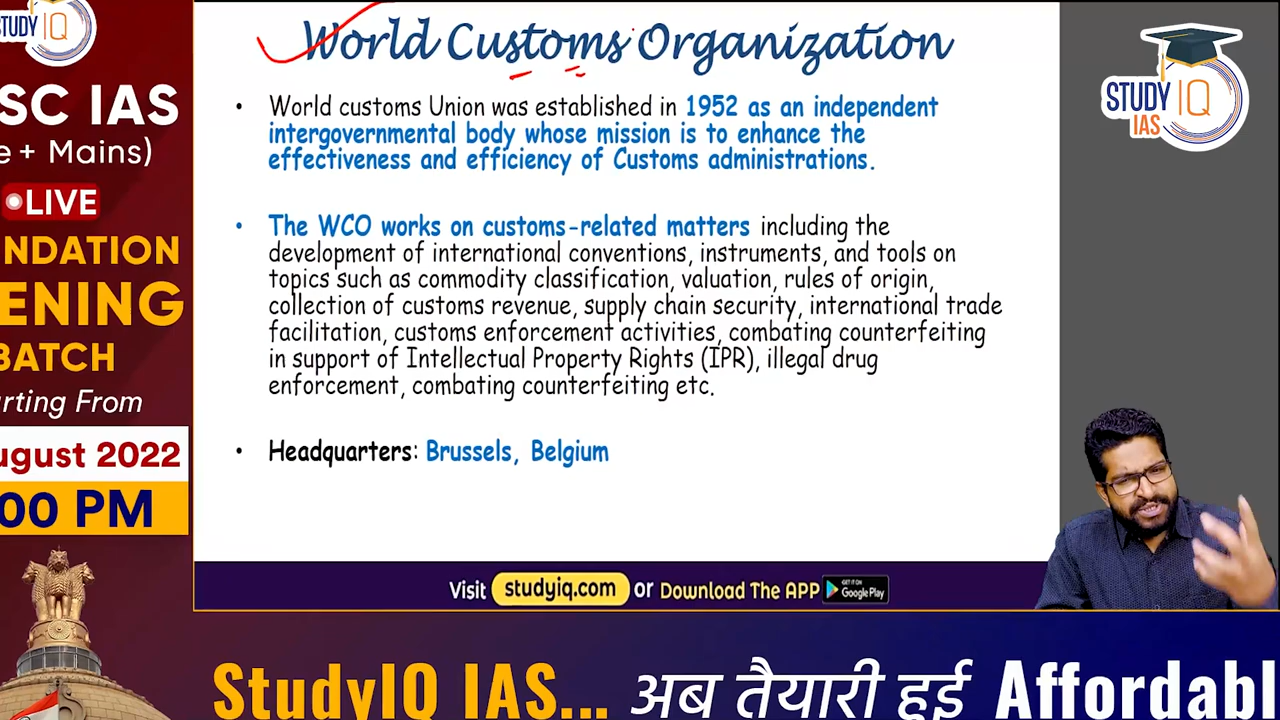 STUDY IQ
SC IAS
e + Mains)
LIVE
NDATION
ENING
BATCH
rting From
ugust 2022
00 PM
World Customs Organization
• World customs Union was established in 1952 as an independent
intergovernmental body whose mission is to enhance the
effectiveness and efficiency of Customs administrations.
• The WCO works on customs-related matters including the
development of international conventions, instruments, and tools on
topics such as commodity classification, valuation, rules of origin,
collection of customs revenue, supply chain security, international trade
facilitation, customs enforcement activities, combating counterfeiting
in support of Intellectual Property Rights (IPR), illegal drug
enforcement, combating counterfeiting etc.
• Headquarters: Brussels, Belgium
STUDY IQ
IAS
Visit studyiq.com or Download The APP GET IT ON
Google Play
StudyIQ IAS... अब तैयारी हुई Affordabl